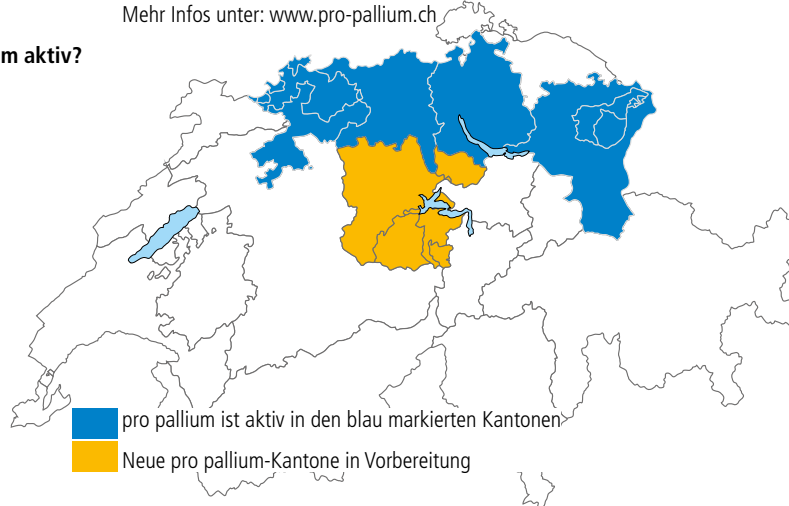 Mehr Infos unter: www.pro-pallium.ch
m aktiv?
pro pallium ist aktiv in den blau markierten Kantonen
Neue pro pallium-Kantone in Vorbereitung